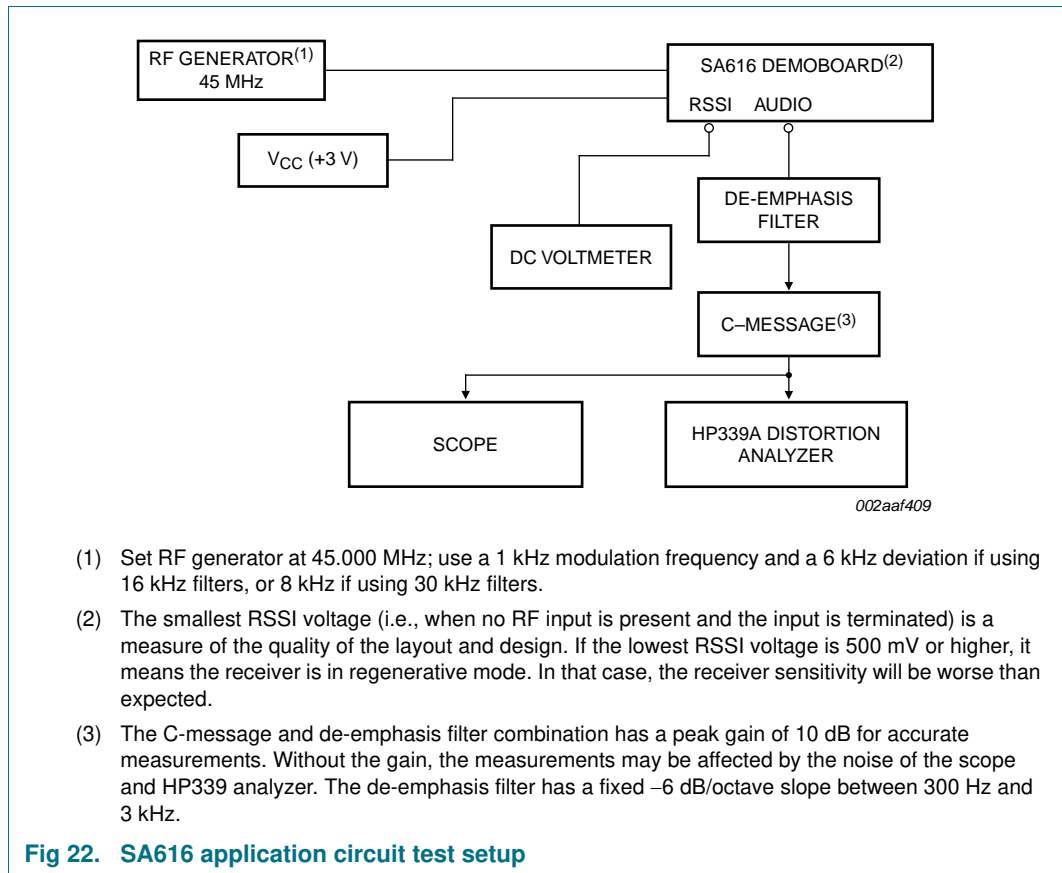 RF GENERATOR(1)
45 MHz
SA616 DEMOBOARD(2)
RSSI AUDIO
VCC (+3 V)
DE-EMPHASIS
FILTER
DC VOLTMETER
C–MESSAGE(3)
SCOPE
HP339A DISTORTION
ANALYZER
002aaf409
(1) Set RF generator at 45.000 MHz; use a 1 kHz modulation frequency and a 6 kHz deviation if using
16 kHz filters, or 8 kHz if using 30 kHz filters.
(2) The smallest RSSI voltage (i.e., when no RF input is present and the input is terminated) is a
measure of the quality of the layout and design. If the lowest RSSI voltage is 500 mV or higher, it
means the receiver is in regenerative mode. In that case, the receiver sensitivity will be worse than
expected.
(3) The C-message and de-emphasis filter combination has a peak gain of 10 dB for accurate
measurements. Without the gain, the measurements may be affected by the noise of the scope
and HP339 analyzer. The de-emphasis filter has a fixed −6 dB/octave slope between 300 Hz and
3 kHz.
Fig 22. SA616 application circuit test setup